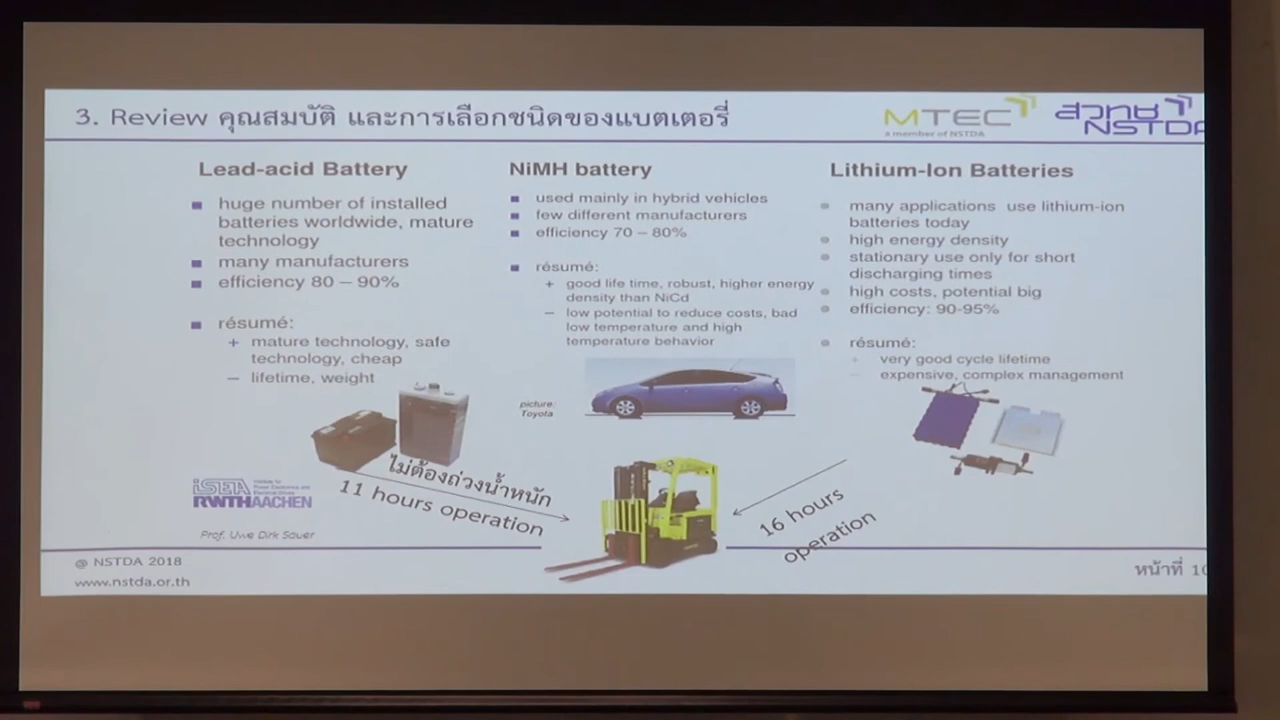 3. Review คุณสมบัติ และการเลือกชนิดของแบตเตอรี่
MTEC
a member of NSTDA
สวทช
NSTDA
Lead-acid Battery
huge number of installed
batteries worldwide, mature
technology
many manufacturers
efficiency 80 – 90%
résumé:
+ mature technology, safe
technology, cheap
– lifetime, weight
NiMH battery
used mainly in hybrid vehicles
few different manufacturers
efficiency 70 – 80%
résumé:
+ good life time, robust, higher energy
density than NiCd
– low potential to reduce costs, bad
low temperature and high
temperature behavior
picture:
Toyota
Lithium-Ion Batteries
many applications use lithium-ion
batteries today
high energy density
stationary use only for short
discharging times
high costs, potential big
efficiency: 90-95%
résumé:
+ very good cycle lifetime
– expensive, complex management
ไม่ต้องถ่วงน้ำหนัก
11 hours operation
16 hours
operation
ISEA
Institute for
Power Electronics and
Electrical Drives
RWTHAACHEN
Prof. Uwe Dirk Sauer
@ NSTDA 2018
www.nstda.or.th
หน้าที่ 10